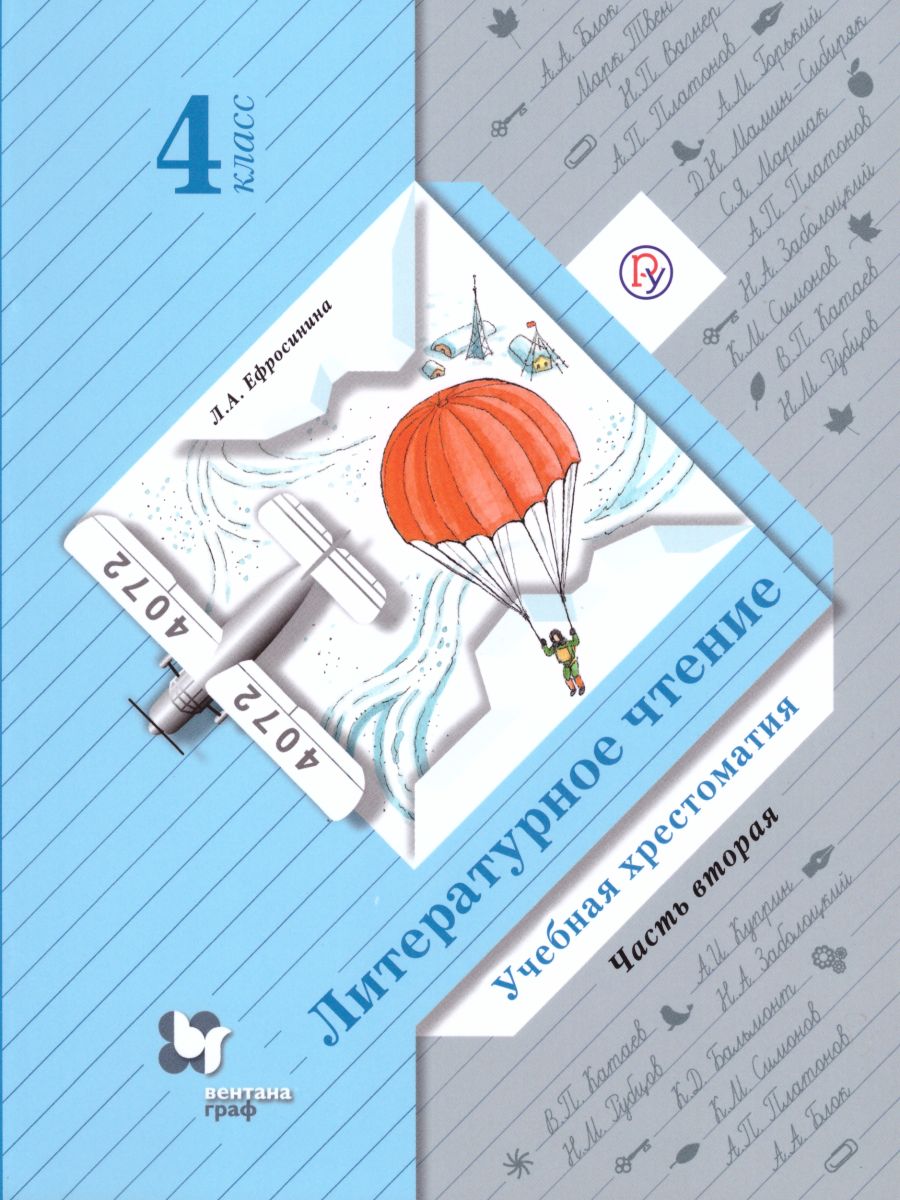 4
класс
А.А. Блок
Марк Твен
Н.П. Вагнер
А.П. Платонов
А.М. Горький
Д.Н. Мамин-Сибиряк
С.Я. Маршак
А.П. Платонов
Н.А. Заболоцкий
К.М. Симонов
В.П. Катаев
Н.М. Рубцов
РУ
Л.А. Ефросинина
4072
4072
Литературное чтение
Учебная хрестоматия
Часть вторая
А.И. Куприн
Н.А. Заболоцкий
В.П. Катаев
Н.М. Рубцов
К.Д. Бальмонт
К.М. Симонов
А.П. Платонов
А.А. Блок
вентана
граф